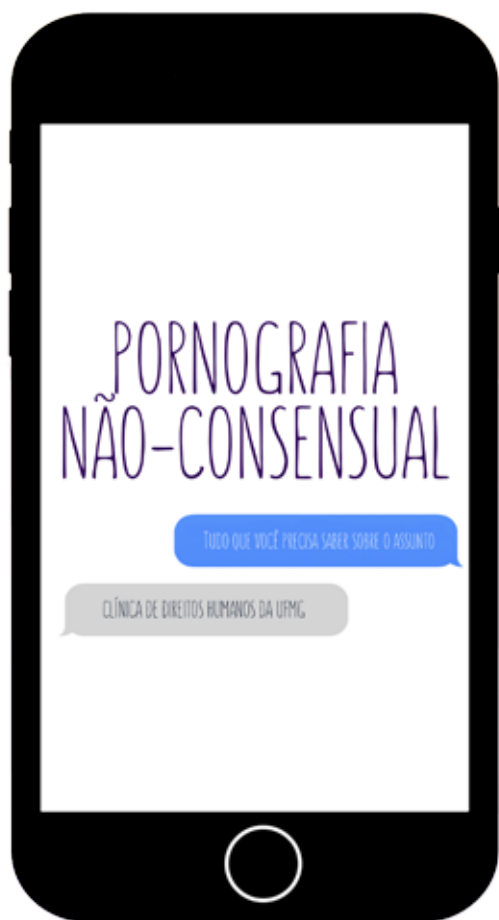 PORNOGRAFIA
NÃO-CONSENSUAL
TUDO QUE VOCÊ PRECISA SABER SOBRE O ASSUNTO
CLÍNICA DE DIREITOS HUMANOS DA UFMG